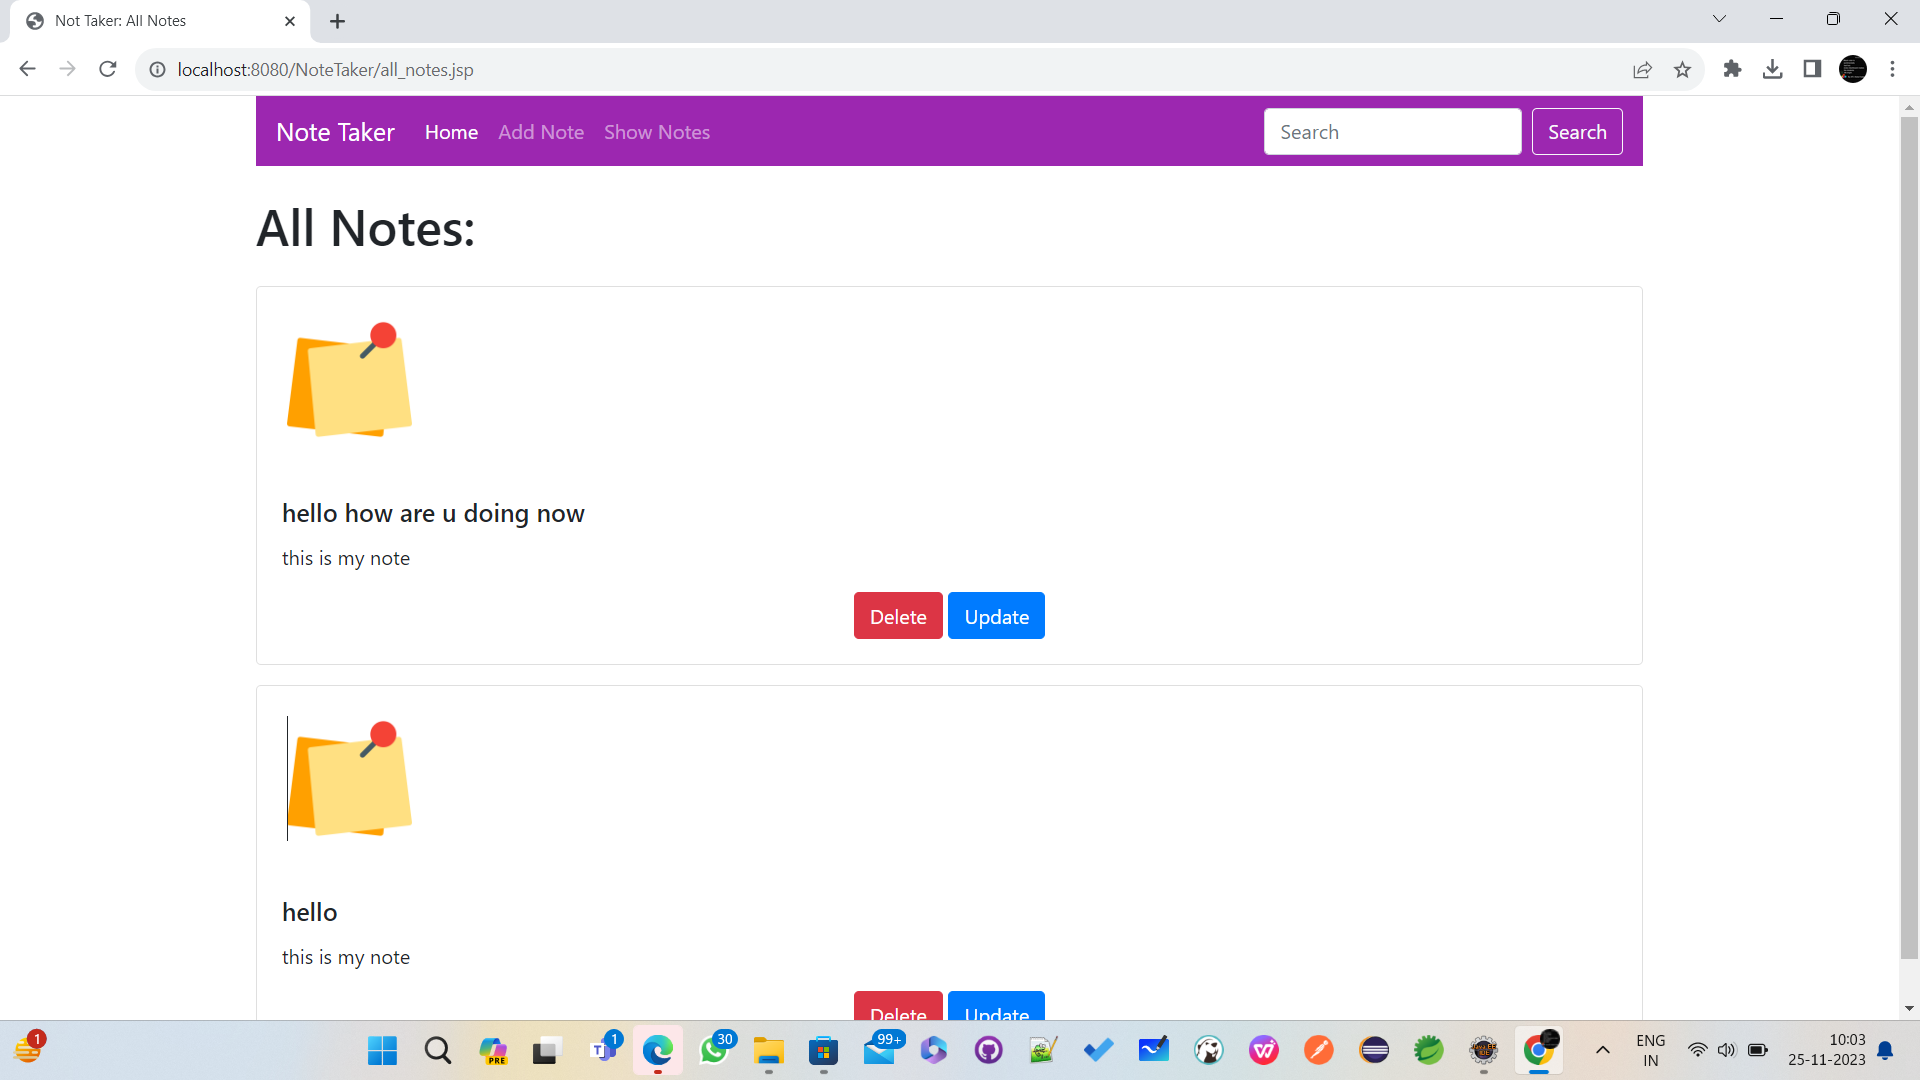 Not Taker: All Notes
localhost:8080/NoteTaker/all_notes.jsp
Note Taker Home Add Note Show Notes Search Search
All Notes:
hello how are u doing now
this is my note
Delete Update
hello
this is my note
Delete Update
1
PRE
T 1
30
99+
ENG
IN
10:03
25-11-2023